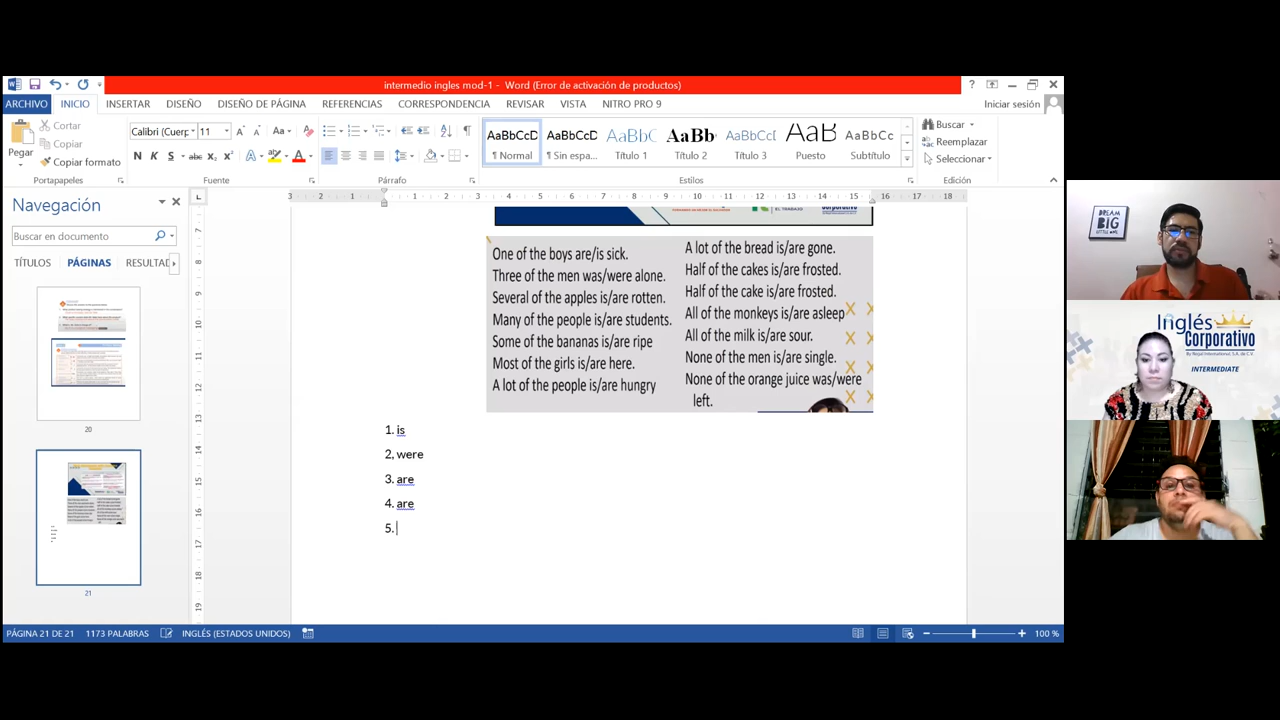 intermedio ingles mod-1 - Word (Error de activación de productos)
ARCHIVO INICIO INSERTAR DISEÑO DISEÑO DE PÁGINA REFERENCIAS CORRESPONDENCIA REVISAR VISTA NITRO PRO 9 Iniciar sesión
Pegar
Cortar
Copiar
Copiar formato
Portapapeles
Calibri (Cuerp 11
N K S abc X₂ X²
Fuente
Párrafo
AaBbCcD AaBbCcD AaBbC AaBb AaBbCcI AaB AaBbCc
¶ Normal ¶ Sin espa... Título 1 Título 2 Título 3 Puesto Subtítulo
Estilos
Buscar
Reemplazar
Seleccionar
Edición
Navegación
Buscar en documento
TÍTULOS PÁGINAS RESULTAD
20
21
One of the boys are/is sick.
Three of the men was/were alone.
Several of the apples is/are rotten.
Many of the people is/are students.
Some of the bananas is/are ripe
Most of the girls is/are here.
A lot of the people is/are hungry
A lot of the bread is/are gone.
Half of the cakes is/are frosted.
Half of the cake is/are frosted.
All of the monkeys is/are asleep
All of the milk is/are sour.
None of the men is/are single.
None of the orange juice was/were
left.
1. is
2, were
3. are
4. are
5.
PÁGINA 21 DE 21 1173 PALABRAS INGLÉS (ESTADOS UNIDOS) 100 %
DREAM
BIG
Inglés
Corporativo
By Regal International, S.A. de C.V.
INTERMEDIATE